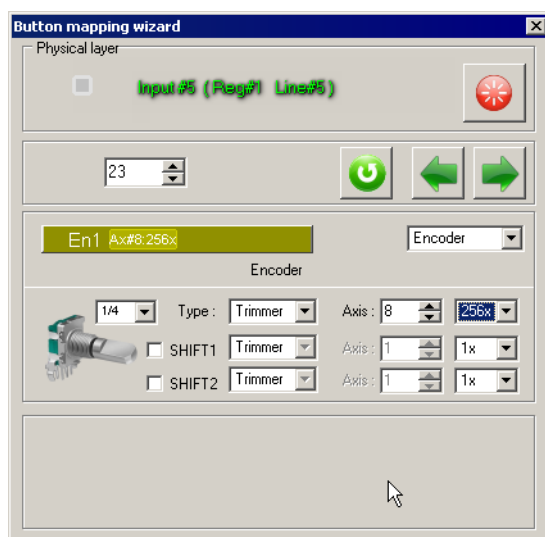 Button mapping wizard
Physical layer
Input#5 (Reg#1 Line#5)
23
En1 Ax#8:256x
Encoder
Encoder
1/4 Type : Trimmer Axis : 8 256x
SHIFT1 Trimmer Axis : 1 1x
SHIFT2 Trimmer Axis : 1 1x